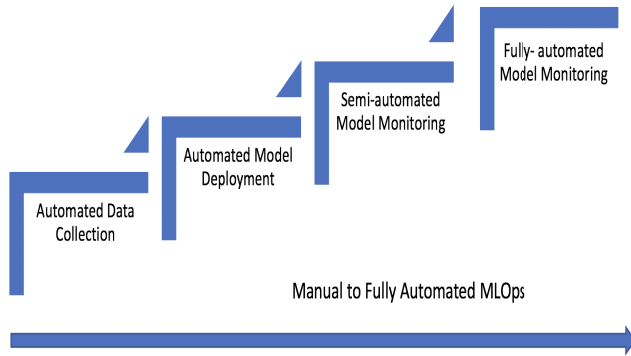 Fully- automated
Model Monitoring
Semi-automated
Model Monitoring
Automated Model
Deployment
Automated Data
Collection
Manual to Fully Automated MLOps